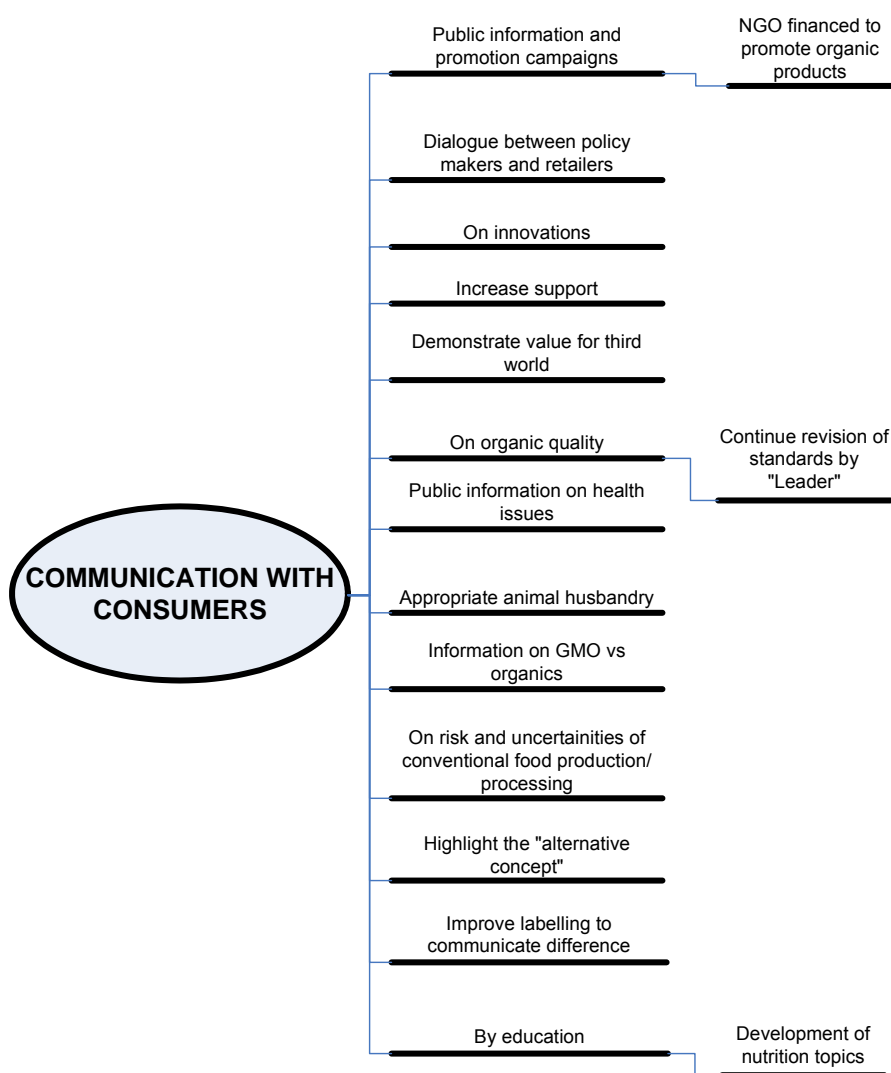 Public information and
promotion campaigns
NGO financed to
promote organic
products
Dialogue between policy
makers and retailers
On innovations
Increase support
Demonstrate value for third
world
On organic quality
Continue revision of
standards by
"Leader"
Public information on health
issues
COMMUNICATION WITH
CONSUMERS
Appropriate animal husbandry
Information on GMO vs
organics
On risk and uncertainities of
conventional food production/
processing
Highlight the "alternative
concept"
Improve labelling to
communicate difference
By education
Development of
nutrition topics